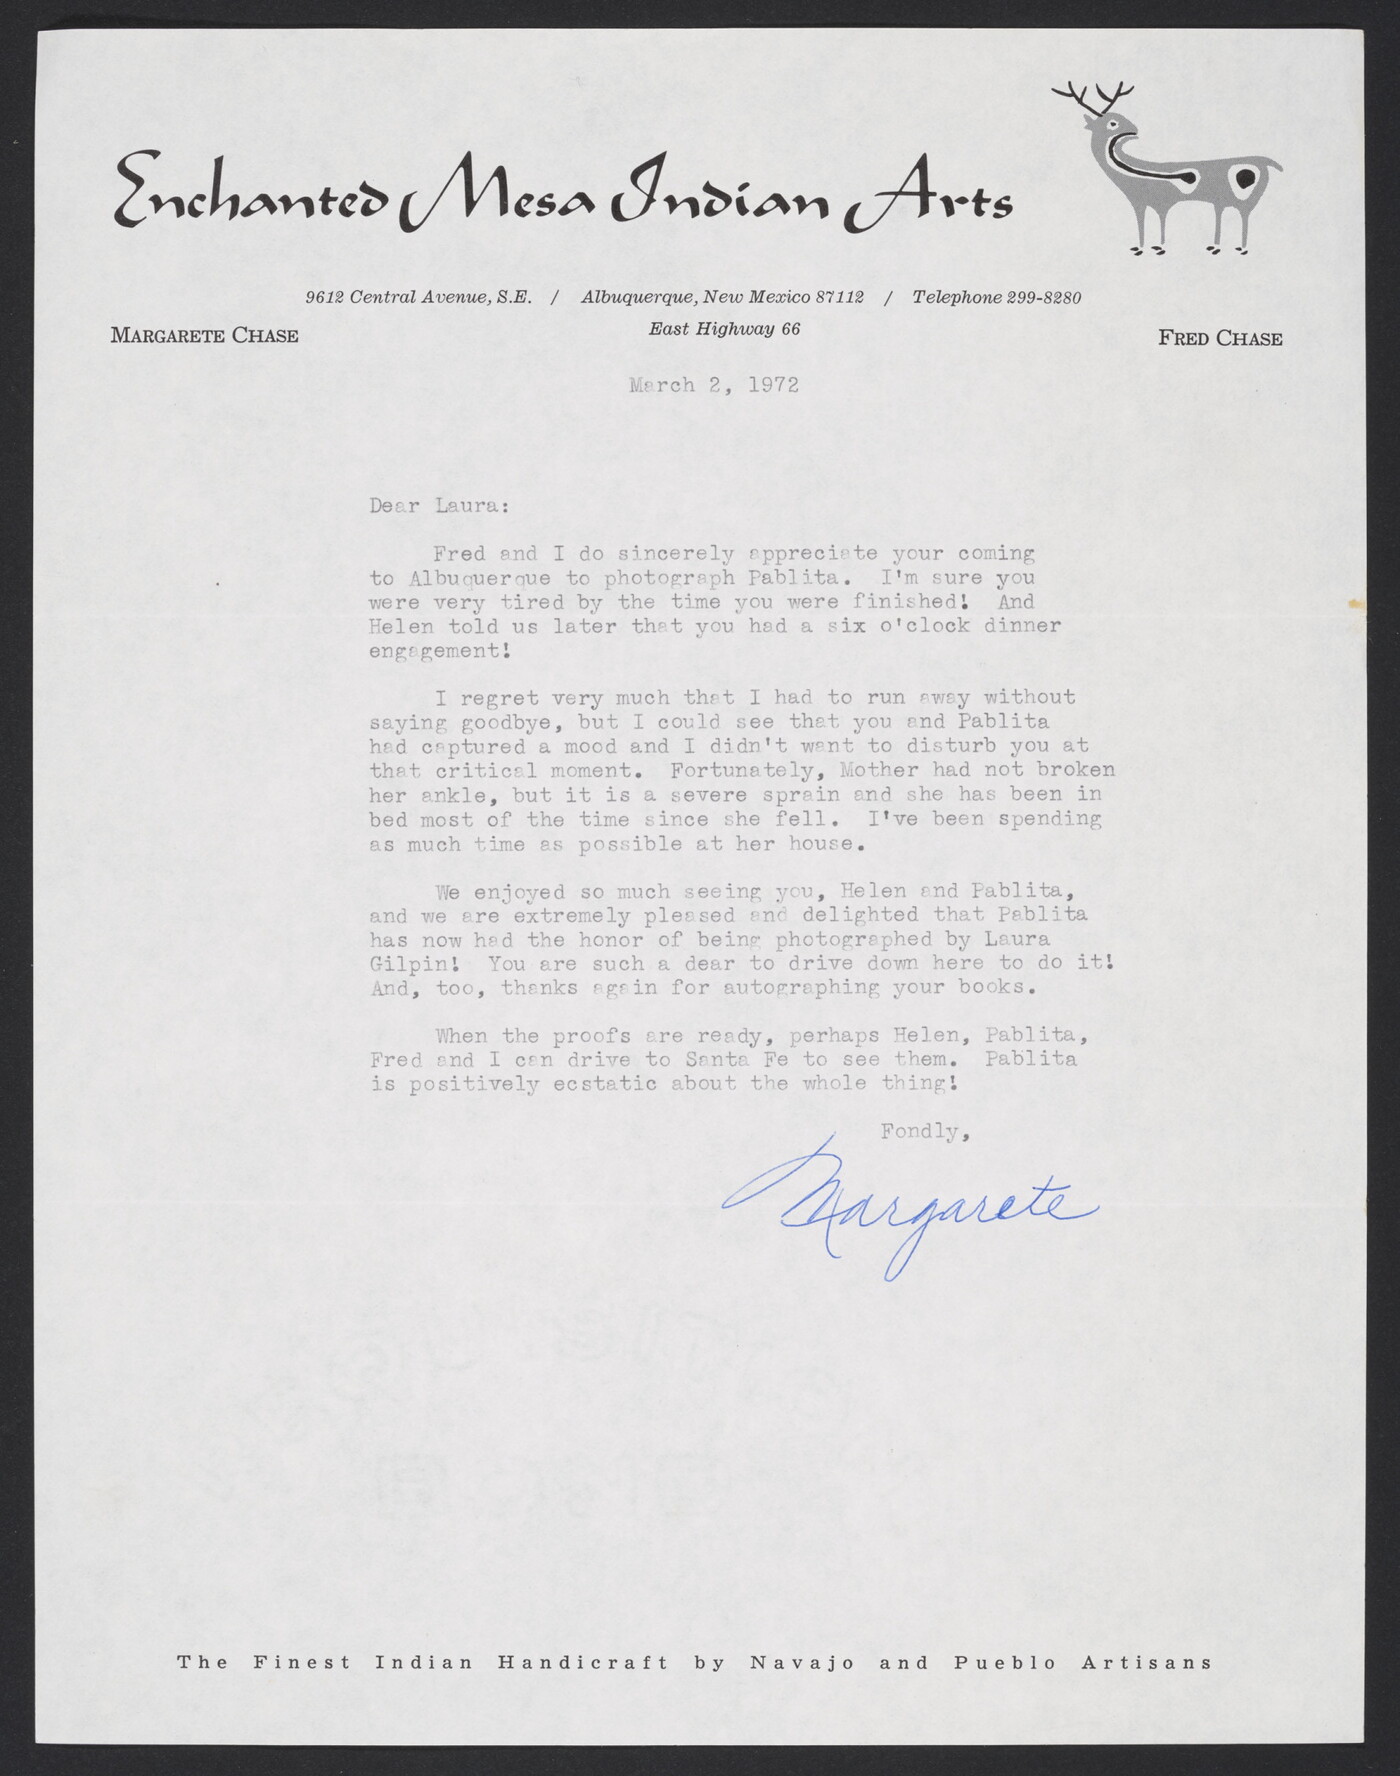 Enchanted Mesa Indian Arts
9612 Central Avenue, S.E. / Albuquerque, New Mexico 87112 / Telephone 299-8280
East Highway 66
MARGARETE CHASE
FRED CHASE
March 2, 1972
Dear Laura:
Fred and I do sincerely appreciate your coming
to Albuquerque to photograph Pablita. I'm sure you
were very tired by the time you were finished! And
Helen told us later that you had a six o'clock dinner
engagement!
I regret very much that I had to run away without
saying goodbye, but I could see that you and Pablita
had captured a mood and I didn't want to disturb you at
that critical moment. Fortunately, Mother had not broken
her ankle, but it is a severe sprain and she has been in
bed most of the time since she fell. I've been spending
as much time as possible at her house.
We enjoyed so much seeing you, Helen and Pablita,
and we are extremely pleased and delighted that Pablita
has now had the honor of being photographed by Laura
Gilpin! You are such a dear to drive down here to do it!
And, too, thanks again for autographing your books.
When the proofs are ready, perhaps Helen, Pablita,
Fred and I can drive to Santa Fe to see them. Pablita
is positively ecstatic about the whole thing!
Fondly,
Margarete
The Finest Indian Handicraft by Navajo and Pueblo Artisans